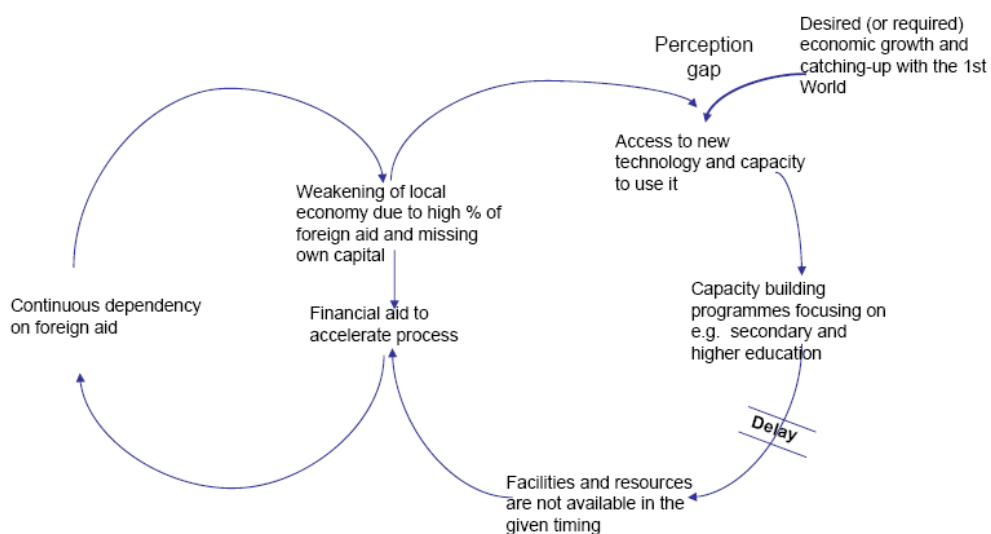 Desired (or required)
economic growth and
catching-up with the 1st
World
Perception
gap
Access to new
technology and capacity
to use it
Weakening of local
economy due to high % of
foreign aid and missing
own capital
Continuous dependency
on foreign aid
Financial aid to
accelerate process
Capacity building
programmes focusing on
e.g. secondary and
higher education
Delay
Facilities and resources
are not available in the
given timing